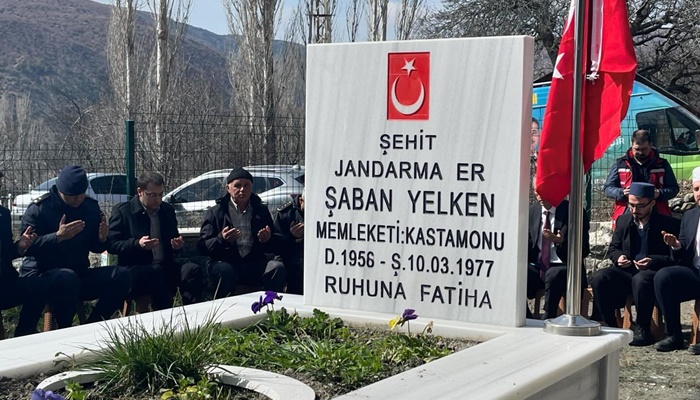 ŞEHİT
JANDARMA ER
ŞABAN YELKEN
MEMLEKETİ:KASTAMONU
D.1956 - Ş.10.03.1977
RUHUNA FATİHA